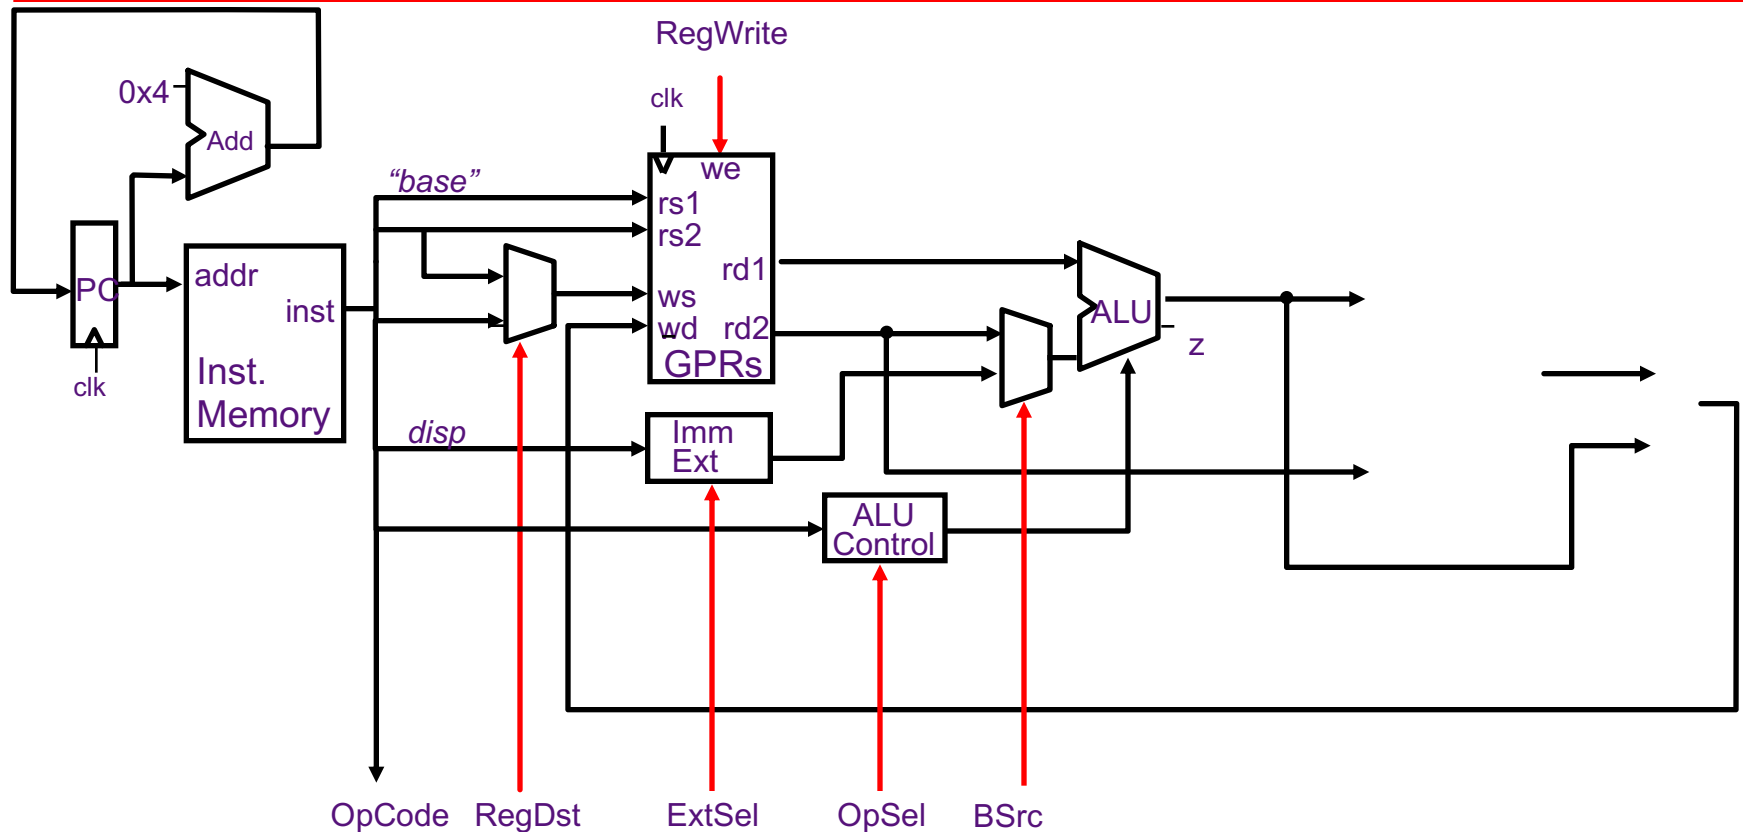 RegWrite
0x4
clk
Add
"base"
we
rs1
rs2
PC
addr
rd1
inst
ws
ALU
wd
rd2
z
GPRs
clk
Inst.
Memory
disp
Imm
Ext
ALU
Control
OpCode
RegDst
ExtSel
OpSel
BSrc